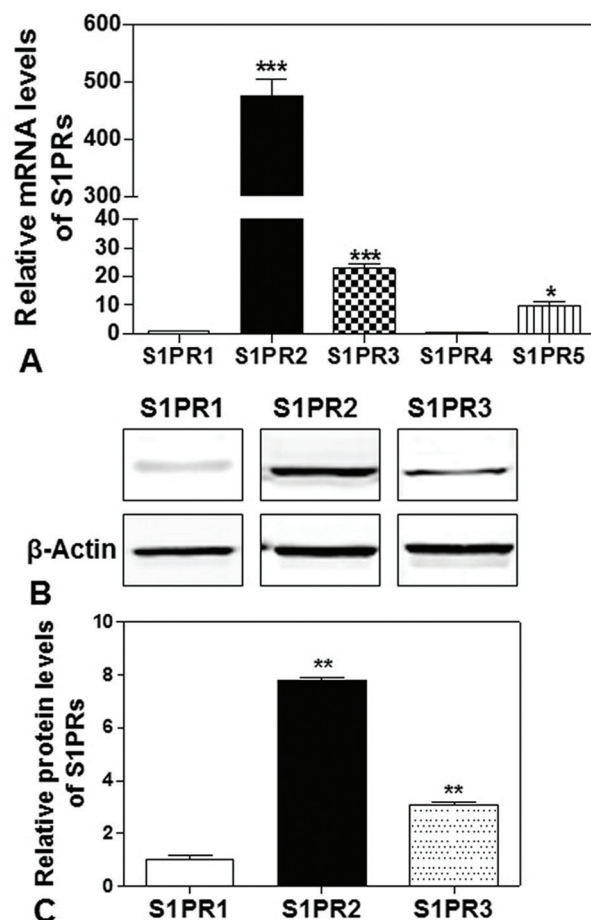 Relative mRNA levels
of S1PRs
600
500
400
300
40
30
20
10
0
***
***
*
S1PR1 S1PR2 S1PR3 S1PR4 S1PR5
A
S1PR1 S1PR2 S1PR3
β-Actin
B
Relative protein levels
of S1PRs
10
8
6
4
2
0
**
**
S1PR1 S1PR2 S1PR3
C